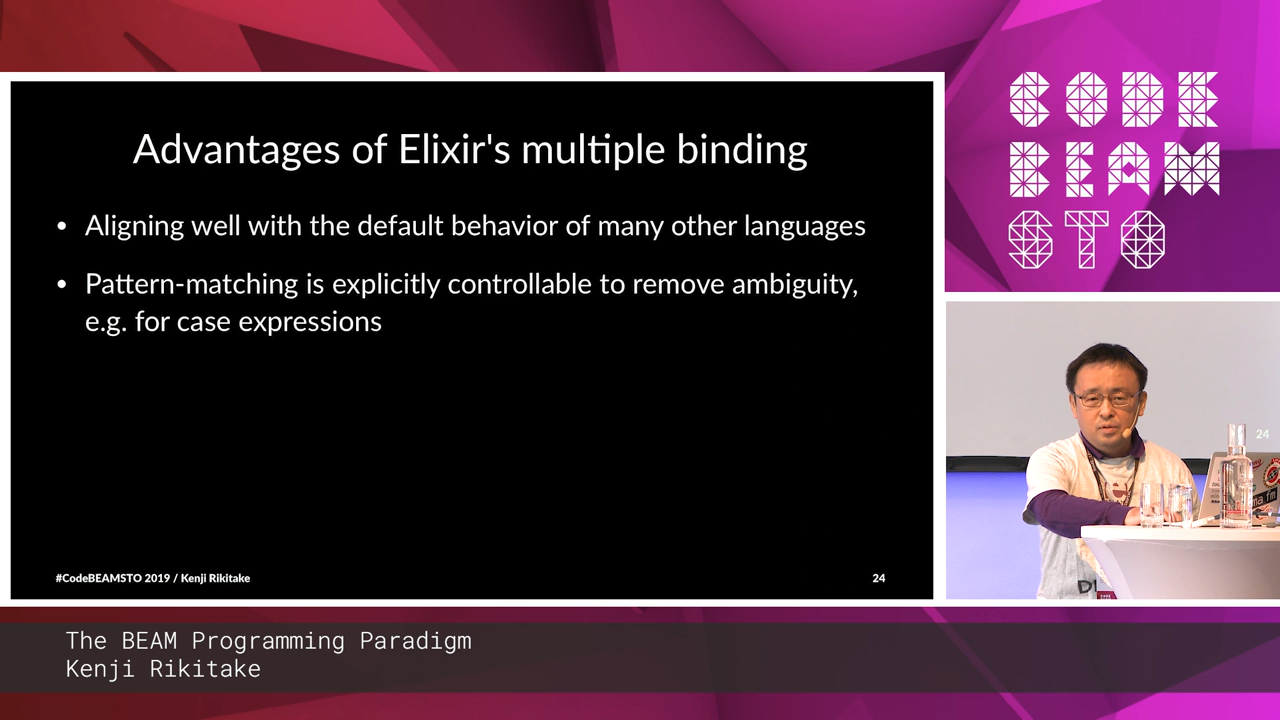 Advantages of Elixir's multiple binding
• Aligning well with the default behavior of many other languages
• Pattern-matching is explicitly controllable to remove ambiguity,
e.g. for case expressions
#CodeBEAMSTO 2019 / Kenji Rikitake
24
CODE
BEAM
STO
24
The BEAM Programming Paradigm
Kenji Rikitake